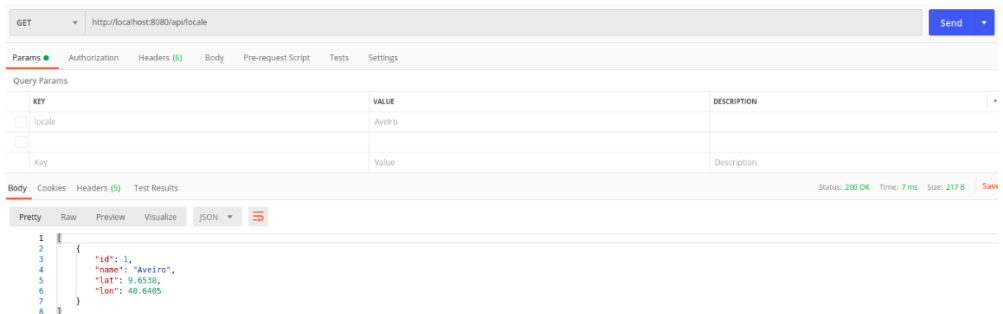 GET http://localhost:8080/api/locale Send
Params Authorization Headers (6) Body Pre-request Script Tests Settings
Query Params
KEY VALUE DESCRIPTION
locale Aveiro
Key Value Description
Body Cookies Headers (5) Test Results Status: 200 OK Time: 7 ms Size: 217 B Save
Pretty Raw Preview Visualize JSON
1 [
2 {
3 "id": 1,
4 "name": "Aveiro",
5 "lat": 9.6538,
6 "lon": 40.6405
7 }
8 ]